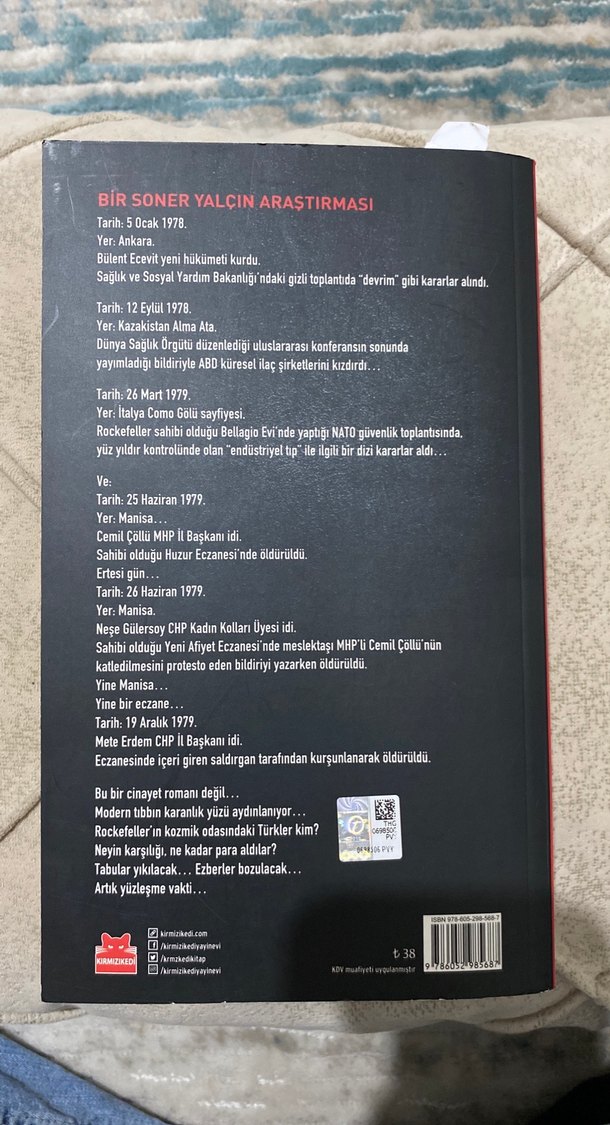 BİR SONER YALÇIN ARAŞTIRMASI
Tarih: 5 Ocak 1978.
Yer: Ankara.
Bülent Ecevit yeni hükümeti kurdu.
Sağlık ve Sosyal Yardım Bakanlığı'ndaki gizli toplantıda "devrim" gibi kararlar alındı.
Tarih: 12 Eylül 1978.
Yer: Kazakistan Alma Ata.
Dünya Sağlık Örgütü düzenlediği uluslararası konferansın sonunda
yayımladığı bildiriyle ABD küresel ilaç şirketlerini kızdırdı...
Tarih: 26 Mart 1979.
Yer: İtalya Como Gölü sayfiyesi.
Rockefeller sahibi olduğu Bellagio Evi'nde yaptığı NATO güvenlik toplantısında,
yüz yıldır kontrolünde olan "endüstriyel tıp" ile ilgili bir dizi kararlar aldı...
Ve:
Tarih: 25 Haziran 1979.
Yer: Manisa...
Cemil Çöllü MHP İl Başkanı idi.
Sahibi olduğu Huzur Eczanesi'nde öldürüldü.
Ertesi gün...
Tarih: 26 Haziran 1979.
Yer: Manisa.
Neşe Gülersoy CHP Kadın Kolları Üyesi idi.
Sahibi olduğu Yeni Afiyet Eczanesi'nde meslektaşı MHP'li Cemil Çöllü'nün
katledilmesini protesto eden bildiriyi yazarken öldürüldü.
Yine Manisa...
Yine bir eczane...
Tarih: 19 Aralık 1979.
Mete Erdem CHP İl Başkanı idi.
Eczanesinde içeri giren saldırgan tarafından kurşunlanarak öldürüldü.
Bu bir cinayet romanı değil...
Modern tıbbın karanlık yüzü aydınlanıyor...
Rockefeller'ın kozmik odasındaki Türkler kim?
Neyin karşılığı, ne kadar para aldılar?
Tabular yıkılacak... Ezberler bozulacak...
Artık yüzleşme vakti...
THG
069850C
PVY
0698506 PVY
KIRMIZIKEDİ
kirmizikedi.com
/kirmizikediyayinevi
/krmzkedikitap
/kirmizikediyayinevi
₺ 38
KDV muafiyeti uygulanmıştır
ISBN 978-605-298-568-7
9 786052 985687